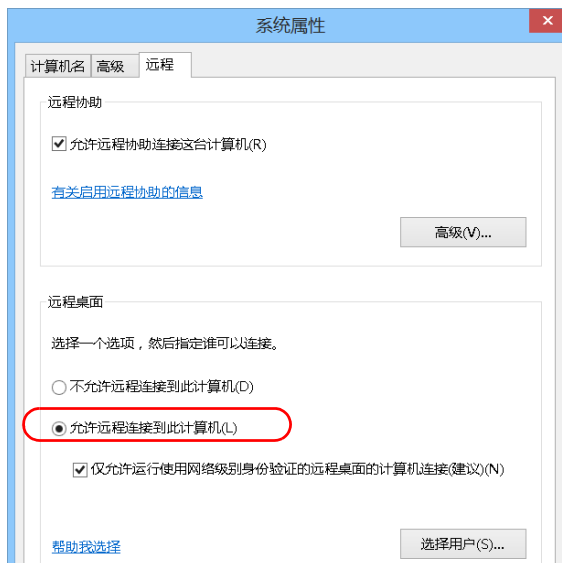 系统属性
计算机名 高级 远程
远程协助
允许远程协助连接这台计算机(R)
有关启用远程协助的信息
高级(V)...
远程桌面
选择一个选项，然后指定谁可以连接。
不允许远程连接到此计算机(D)
允许远程连接到此计算机(L)
仅允许运行使用网络级别身份验证的远程桌面的计算机连接(建议)(N)
帮助我选择
选择用户(S)...